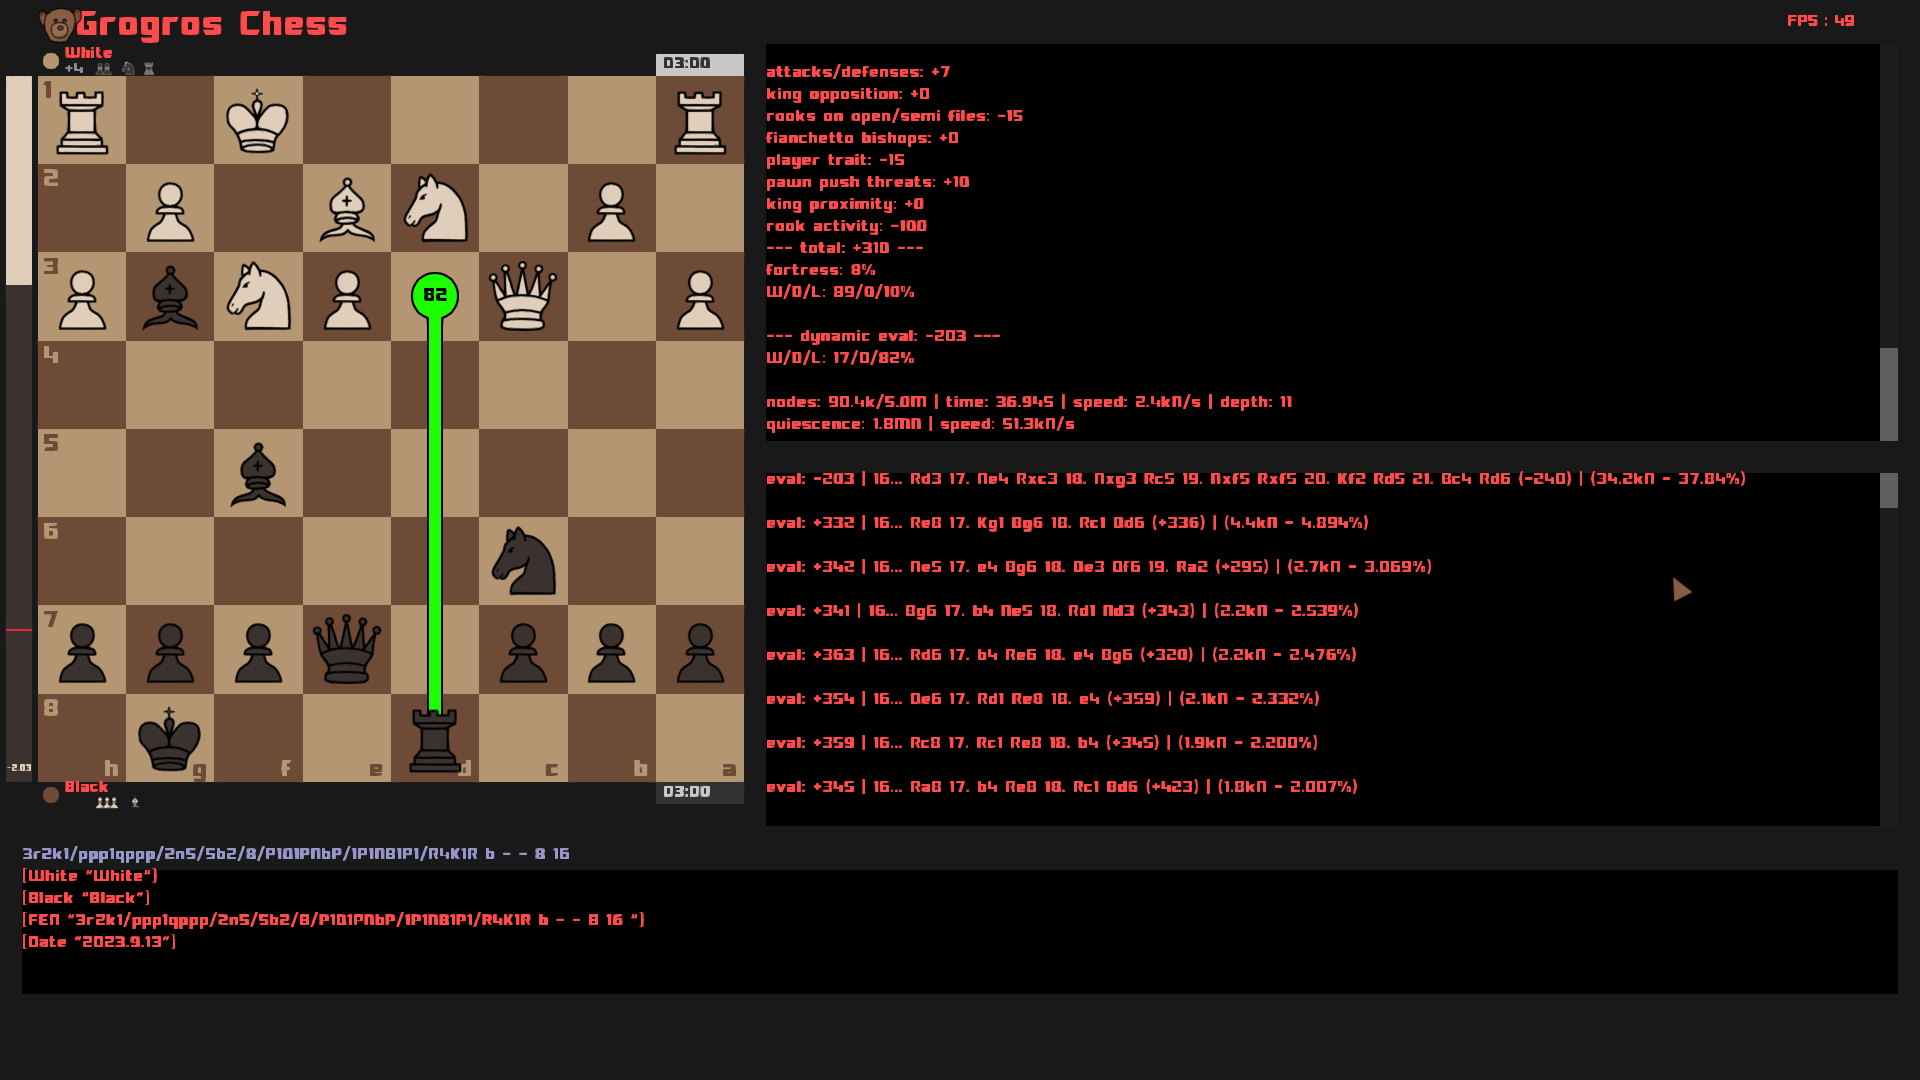 Grogros Chess
FPS : 49
White
+4
03:00
1
2
3
4
5
6
7
8
h g f e d c b a
82
-2.03
Black
03:00
attacks/defenses: +7
king opposition: +0
rooks on open/semi files: -15
fianchetto bishops: +0
player trait: -15
pawn push threats: +10
king proximity: +0
rook activity: -100
--- total: +310 ---
fortress: 8%
W/D/L: 89/0/10%
--- dynamic eval: -203 ---
W/D/L: 17/0/82%
nodes: 90.4k/5.0M | time: 36.94s | speed: 2.4kN/s | depth: 11
quiescence: 1.8MN | speed: 51.3kN/s
eval: -203 | 16... Rd3 17. Ne4 Rxc3 18. Nxg3 Rc5 19. Nxf5 Rxf5 20. Kf2 Rd5 21. Bc4 Rd6 (-240) | (34.2kN - 37.84%)
eval: +332 | 16... Re8 17. Kg1 Bg6 18. Rc1 Qd6 (+336) | (4.4kN - 4.894%)
eval: +342 | 16... Ne5 17. e4 Bg6 18. Qe3 Qf6 19. Ra2 (+295) | (2.7kN - 3.069%)
eval: +341 | 16... Bg6 17. b4 Ne5 18. Rd1 Nd3 (+343) | (2.2kN - 2.539%)
eval: +363 | 16... Rd6 17. b4 Re6 18. e4 Bg6 (+320) | (2.2kN - 2.476%)
eval: +354 | 16... Qe6 17. Rd1 Re8 18. e4 (+359) | (2.1kN - 2.332%)
eval: +359 | 16... Rc8 17. Rc1 Re8 18. b4 (+345) | (1.9kN - 2.200%)
eval: +345 | 16... Ra8 17. b4 Re8 18. Rc1 Bd6 (+423) | (1.8kN - 2.007%)
3r2k1/ppp1qppp/2n5/5b2/8/P1Q1PNbP/1P1NB1P1/R4K1R b - - 8 16
[White "White"]
[Black "Black"]
[FEN "3r2k1/ppp1qppp/2n5/5b2/8/P1Q1PNbP/1P1NB1P1/R4K1R b - - 8 16 "]
[Date "2023.9.13"]